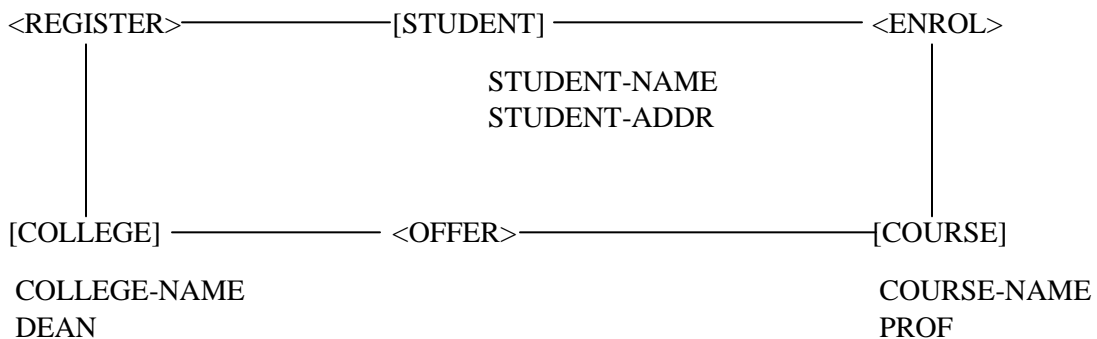 <REGISTER> [STUDENT] <ENROL>
STUDENT-NAME
STUDENT-ADDR
[COLLEGE] <OFFER> [COURSE]
COLLEGE-NAME COURSE-NAME
DEAN PROF